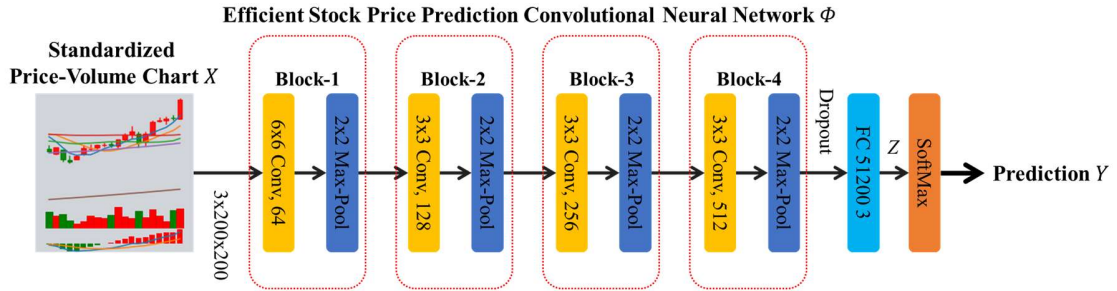 Efficient Stock Price Prediction Convolutional Neural Network Φ
Standardized
Price-Volume Chart X
3x200x200
Block-1
6x6 Conv, 64
2x2 Max-Pool
Block-2
3x3 Conv, 128
2x2 Max-Pool
Block-3
3x3 Conv, 256
2x2 Max-Pool
Block-4
3x3 Conv, 512
2x2 Max-Pool
Dropout
FC 51200 3
Z
SoftMax
Prediction Y